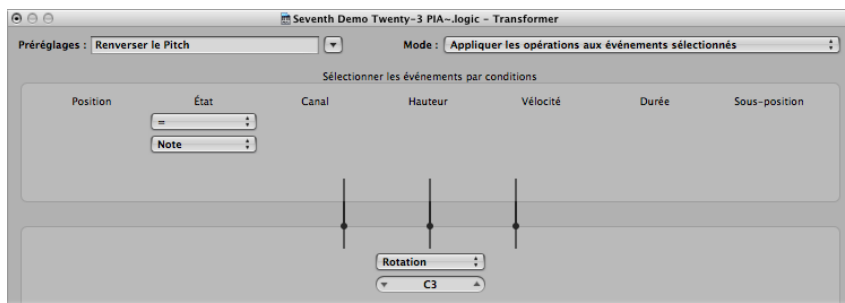 Seventh Demo Twenty-3 PIA~.logic – Transformer
Préréglages : Renverser le Pitch Mode : Appliquer les opérations aux événements sélectionnés
Sélectionner les événements par conditions
Position État Canal Hauteur Vélocité Durée Sous-position
=
Note
Rotation
C3